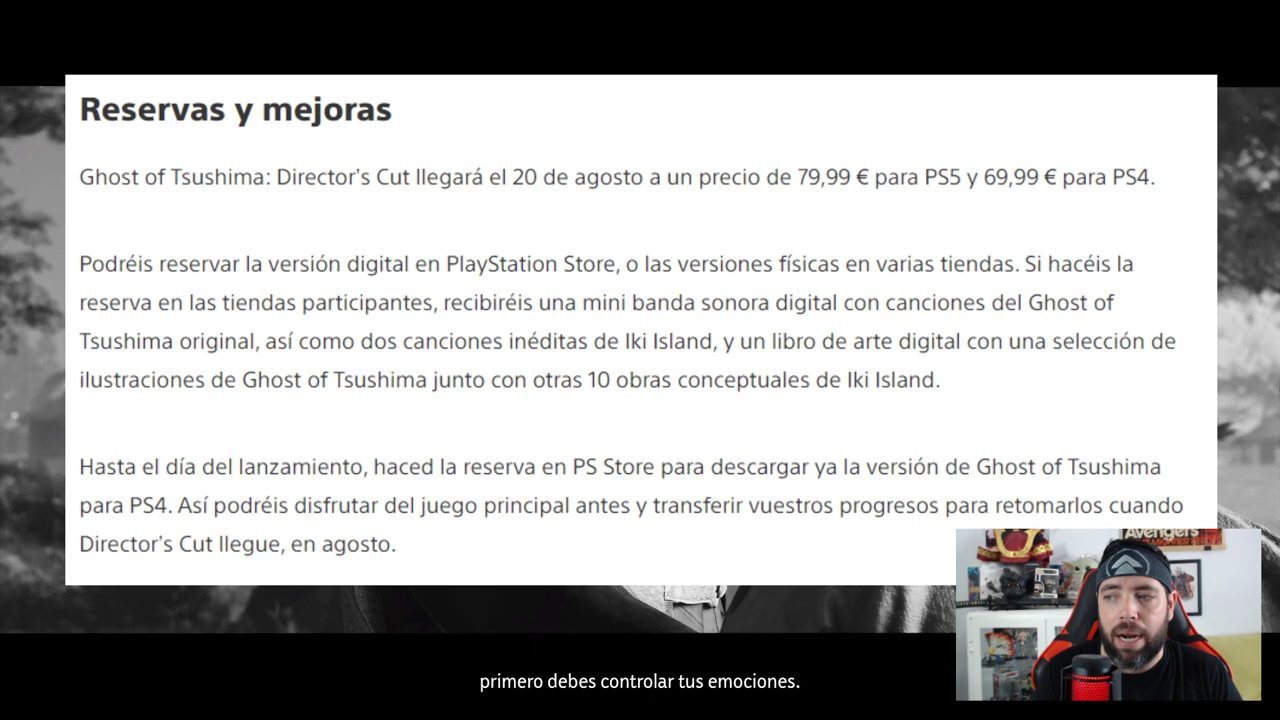 Reservas y mejoras
Ghost of Tsushima: Director's Cut llegará el 20 de agosto a un precio de 79,99 € para PS5 y 69,99 € para PS4.
Podréis reservar la versión digital en PlayStation Store, o las versiones físicas en varias tiendas. Si hacéis la
reserva en las tiendas participantes, recibiréis una mini banda sonora digital con canciones del Ghost of
Tsushima original, así como dos canciones inéditas de Iki Island, y un libro de arte digital con una selección de
ilustraciones de Ghost of Tsushima junto con otras 10 obras conceptuales de Iki Island.
Hasta el día del lanzamiento, haced la reserva en PS Store para descargar ya la versión de Ghost of Tsushima
para PS4. Así podréis disfrutar del juego principal antes y transferir vuestros progresos para retomarlos cuando
Director's Cut llegue, en agosto.
Avengers
primero debes controlar tus emociones.